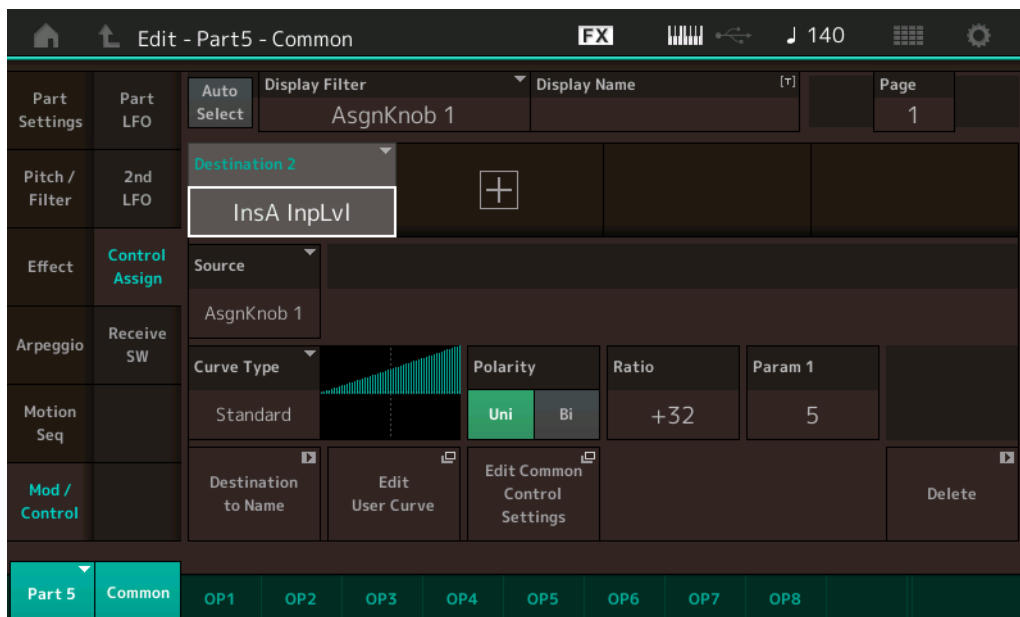 Edit - Part5 - Common
FX
♩ 140
Part
Settings
Part
LFO
Auto
Select
Display Filter
AsgnKnob 1
Display Name
[T]
Page
1
Pitch /
Filter
2nd
LFO
Destination 2
InsA InpLvl
Effect
Control
Assign
Source
AsgnKnob 1
Arpeggio
Receive
SW
Curve Type
Standard
Polarity
Uni
Bi
Ratio
+32
Param 1
5
Motion
Seq
Mod /
Control
Destination
to Name
Edit
User Curve
Edit Common
Control
Settings
Delete
Part 5
Common
OP1
OP2
OP3
OP4
OP5
OP6
OP7
OP8